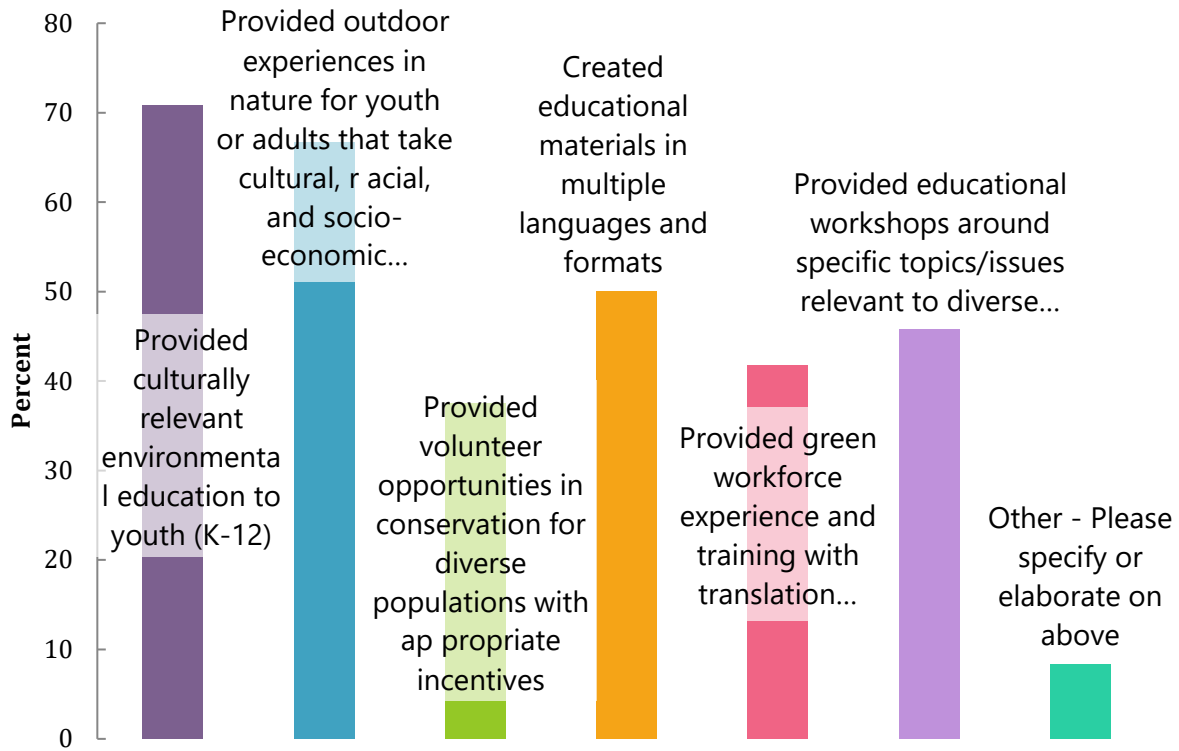 80
70
60
50
40
30
20
10
0
Percent
Provided
culturally
relevant
environmenta
l education to
youth (K-12)
Provided outdoor
experiences in
nature for youth
or adults that take
cultural, r acial,
and socio-
economic...
Provided
volunteer
opportunities in
conservation for
diverse
populations with
ap propriate
incentives
Created
educational
materials in
multiple
languages and
formats
Provided green
workforce
experience and
training with
translation...
Provided educational
workshops around
specific topics/issues
relevant to diverse...
Other - Please
specify or
elaborate on
above